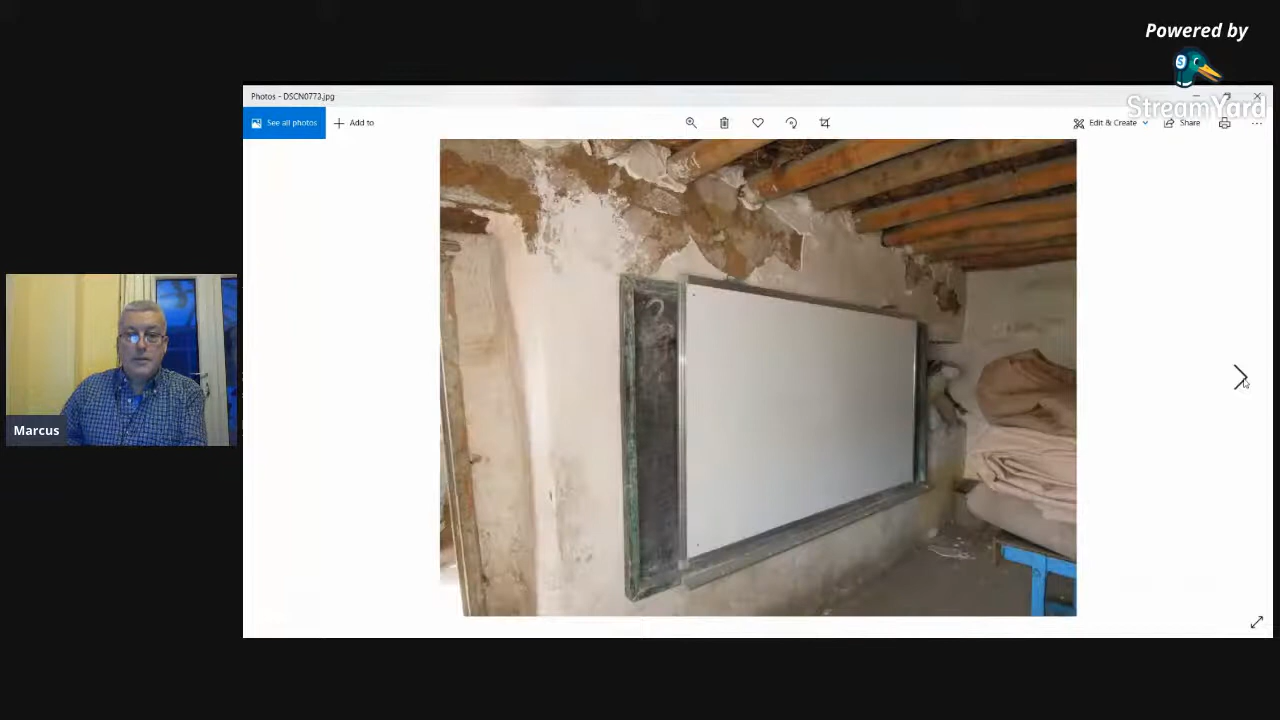 Powered by
StreamYard
Photos - DSCN0773.jpg
See all photos
Add to
Edit & Create
Share
Marcus